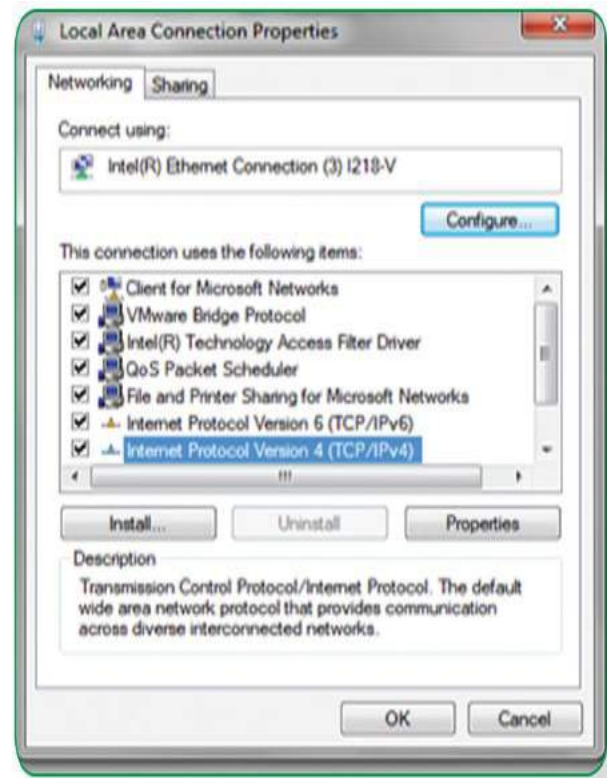 Local Area Connection Properties
Networking Sharing
Connect using:
Intel(R) Ethernet Connection (3) I218-V
Configure...
This connection uses the following items:
Client for Microsoft Networks
VMware Bridge Protocol
Intel(R) Technology Access Filter Driver
QoS Packet Scheduler
File and Printer Sharing for Microsoft Networks
Internet Protocol Version 6 (TCP/IPv6)
Internet Protocol Version 4 (TCP/IPv4)
Install... Uninstall Properties
Description
Transmission Control Protocol/Internet Protocol. The default
wide area network protocol that provides communication
across diverse interconnected networks.
OK Cancel